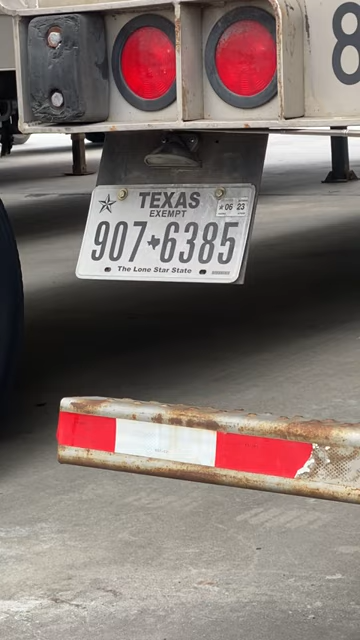 8
TEXAS
EXEMPT
06 23
907 6385
The Lone Star State